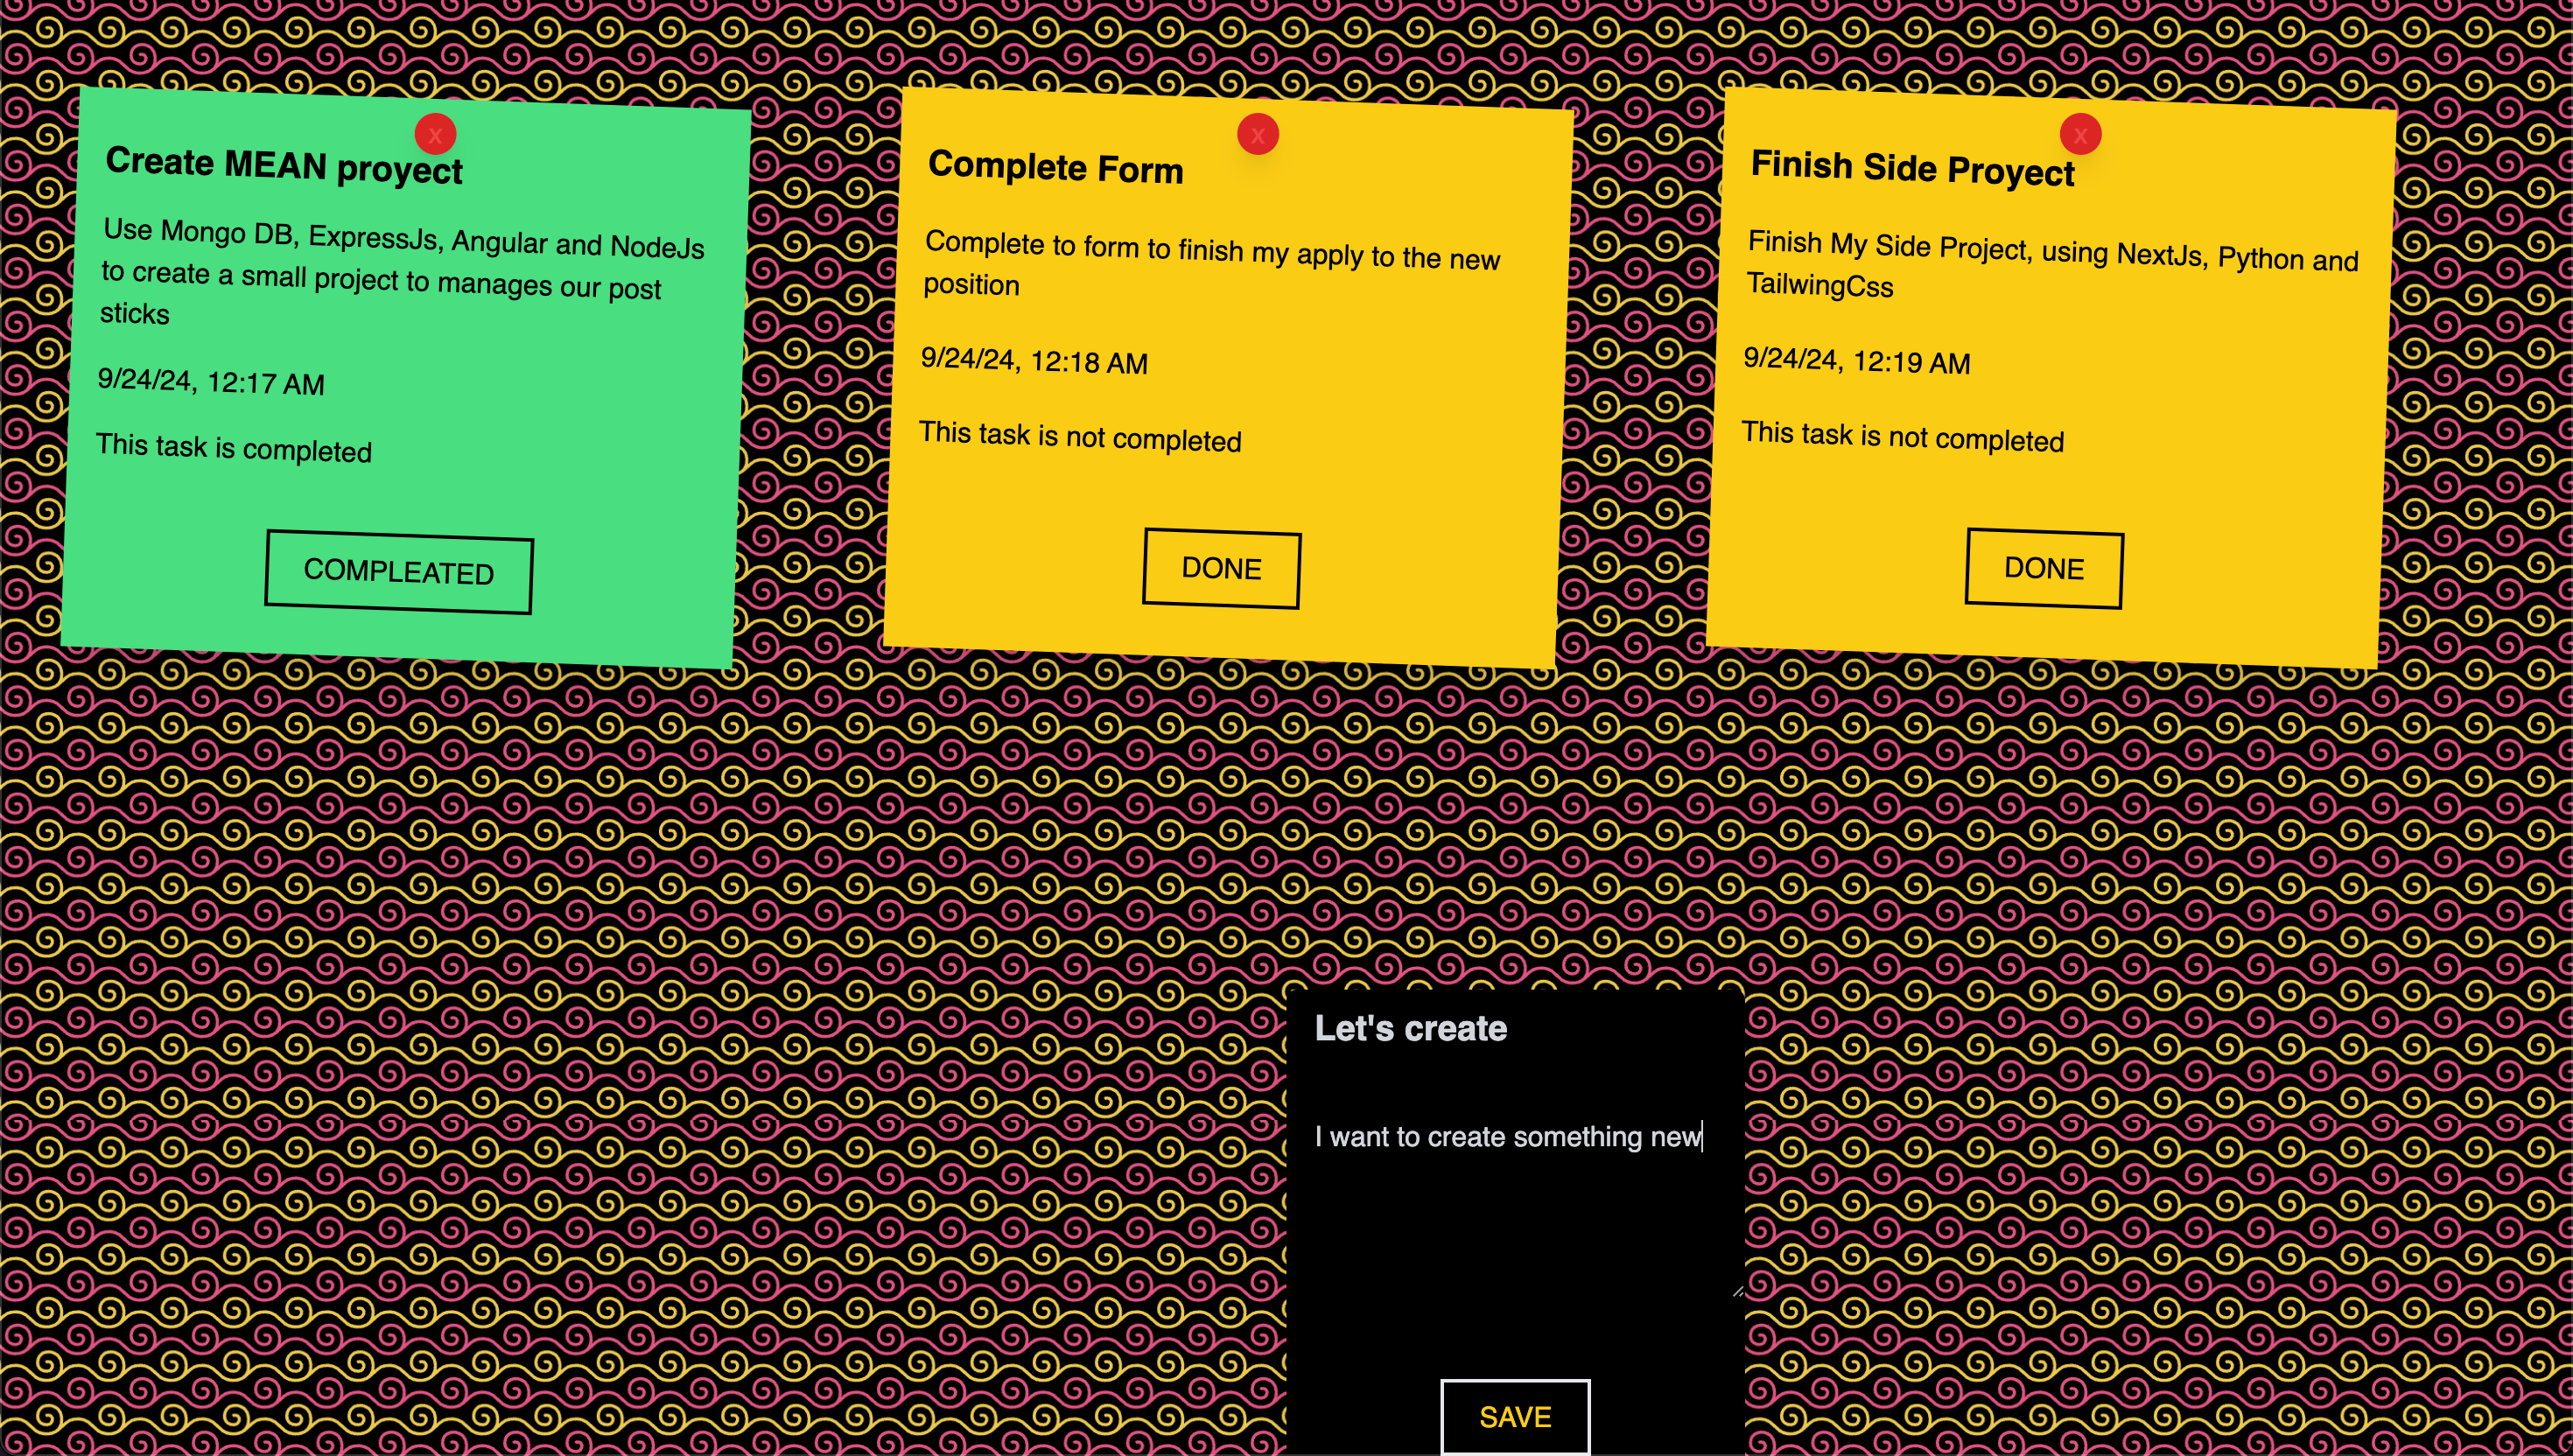 x
Create MEAN proyect
Use Mongo DB, ExpressJs, Angular and NodeJs
to create a small project to manages our post
sticks
9/24/24, 12:17 AM
This task is completed
COMPLEATED
x
Complete Form
Complete to form to finish my apply to the new
position
9/24/24, 12:18 AM
This task is not completed
DONE
x
Finish Side Proyect
Finish My Side Project, using NextJs, Python and
TailwingCss
9/24/24, 12:19 AM
This task is not completed
DONE
Let's create
I want to create something new
SAVE